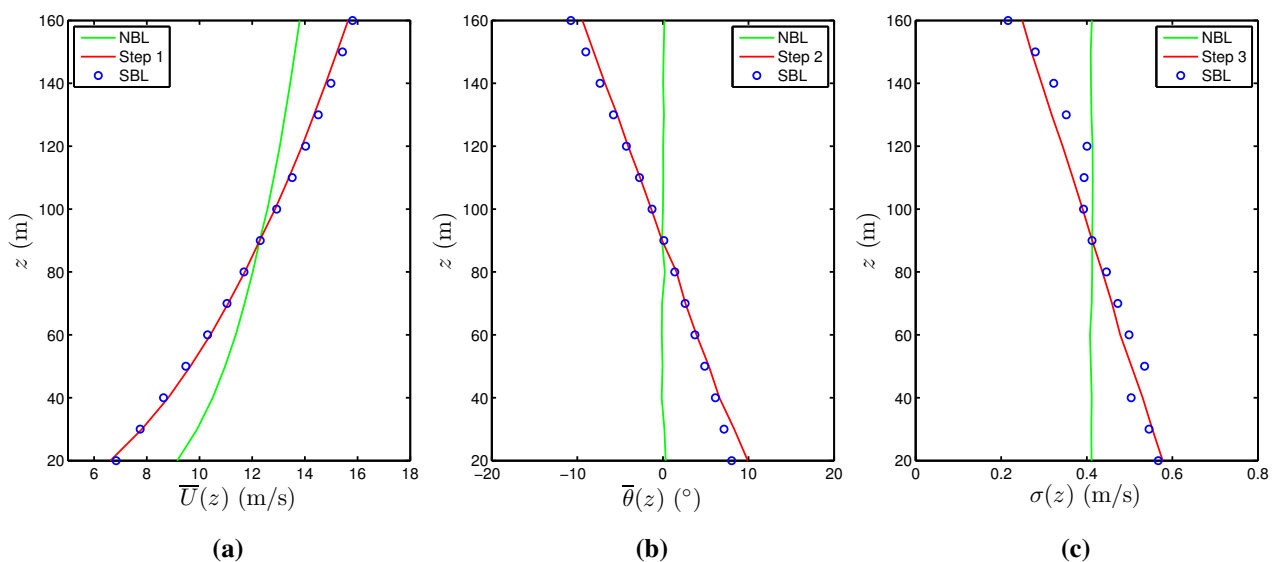 160
140
120
100
80
60
40
20
z (m)
NBL
Step 1
SBL
6 8 10 12 14 16 18
U̅(z) (m/s)
(a)
160
140
120
100
80
60
40
20
z (m)
NBL
Step 2
SBL
−20 −10 0 10 20
θ̅(z) (°)
(b)
160
140
120
100
80
60
40
20
z (m)
NBL
Step 3
SBL
0 0.2 0.4 0.6 0.8
σ(z) (m/s)
(c)